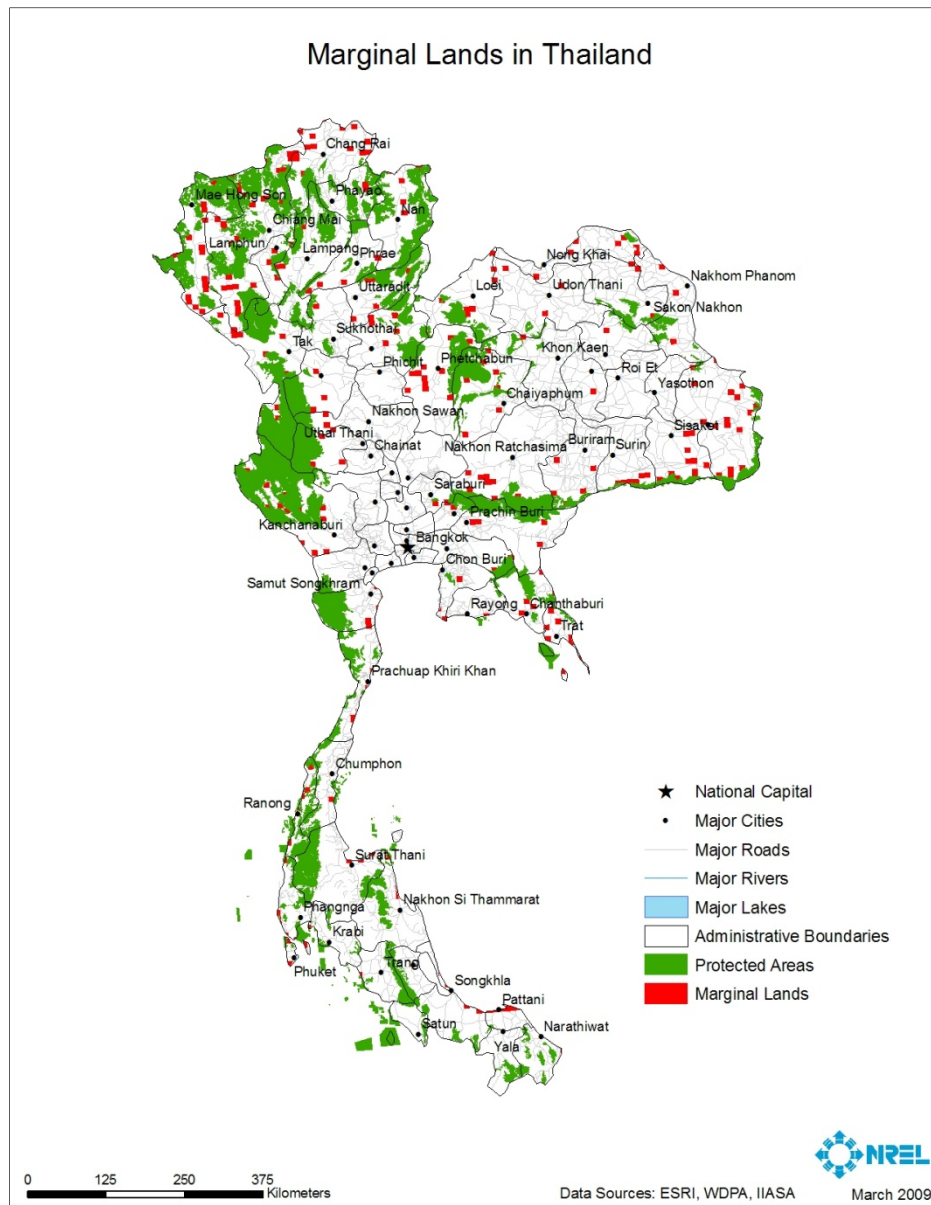 Marginal Lands in Thailand
Chang Rai
Mae Hong Son
Phayao
Nan
Chiang Mai
Lamphun
Lampang
Phrae
Nong Khai
Nakhom Phanom
Loei
Udon Thani
Uttaradit
Sakon Nakhon
Sukhothai
Tak
Khon Kaen
Phichit
Phetchabun
Roi Et
Yasothon
Chaiyaphum
Nakhon Sawan
Sisaket
Uthai Thani
Chainat
Nakhon Ratchasima
Buriram
Surin
Saraburi
Prachin Buri
Kanchanaburi
Bangkok
Chon Buri
Samut Songkhram
Rayong
Chanthaburi
Trat
Prachuap Khiri Khan
Chumphon
Ranong
Surat Thani
Nakhon Si Thammarat
Phangnga
Krabi
Phuket
Trang
Songkhla
Pattani
Satun
Narathiwat
Yala
National Capital
Major Cities
Major Roads
Major Rivers
Major Lakes
Administrative Boundaries
Protected Areas
Marginal Lands
NREL
0 125 250 375
Kilometers
Data Sources: ESRI, WDPA, IIASA
March 2009